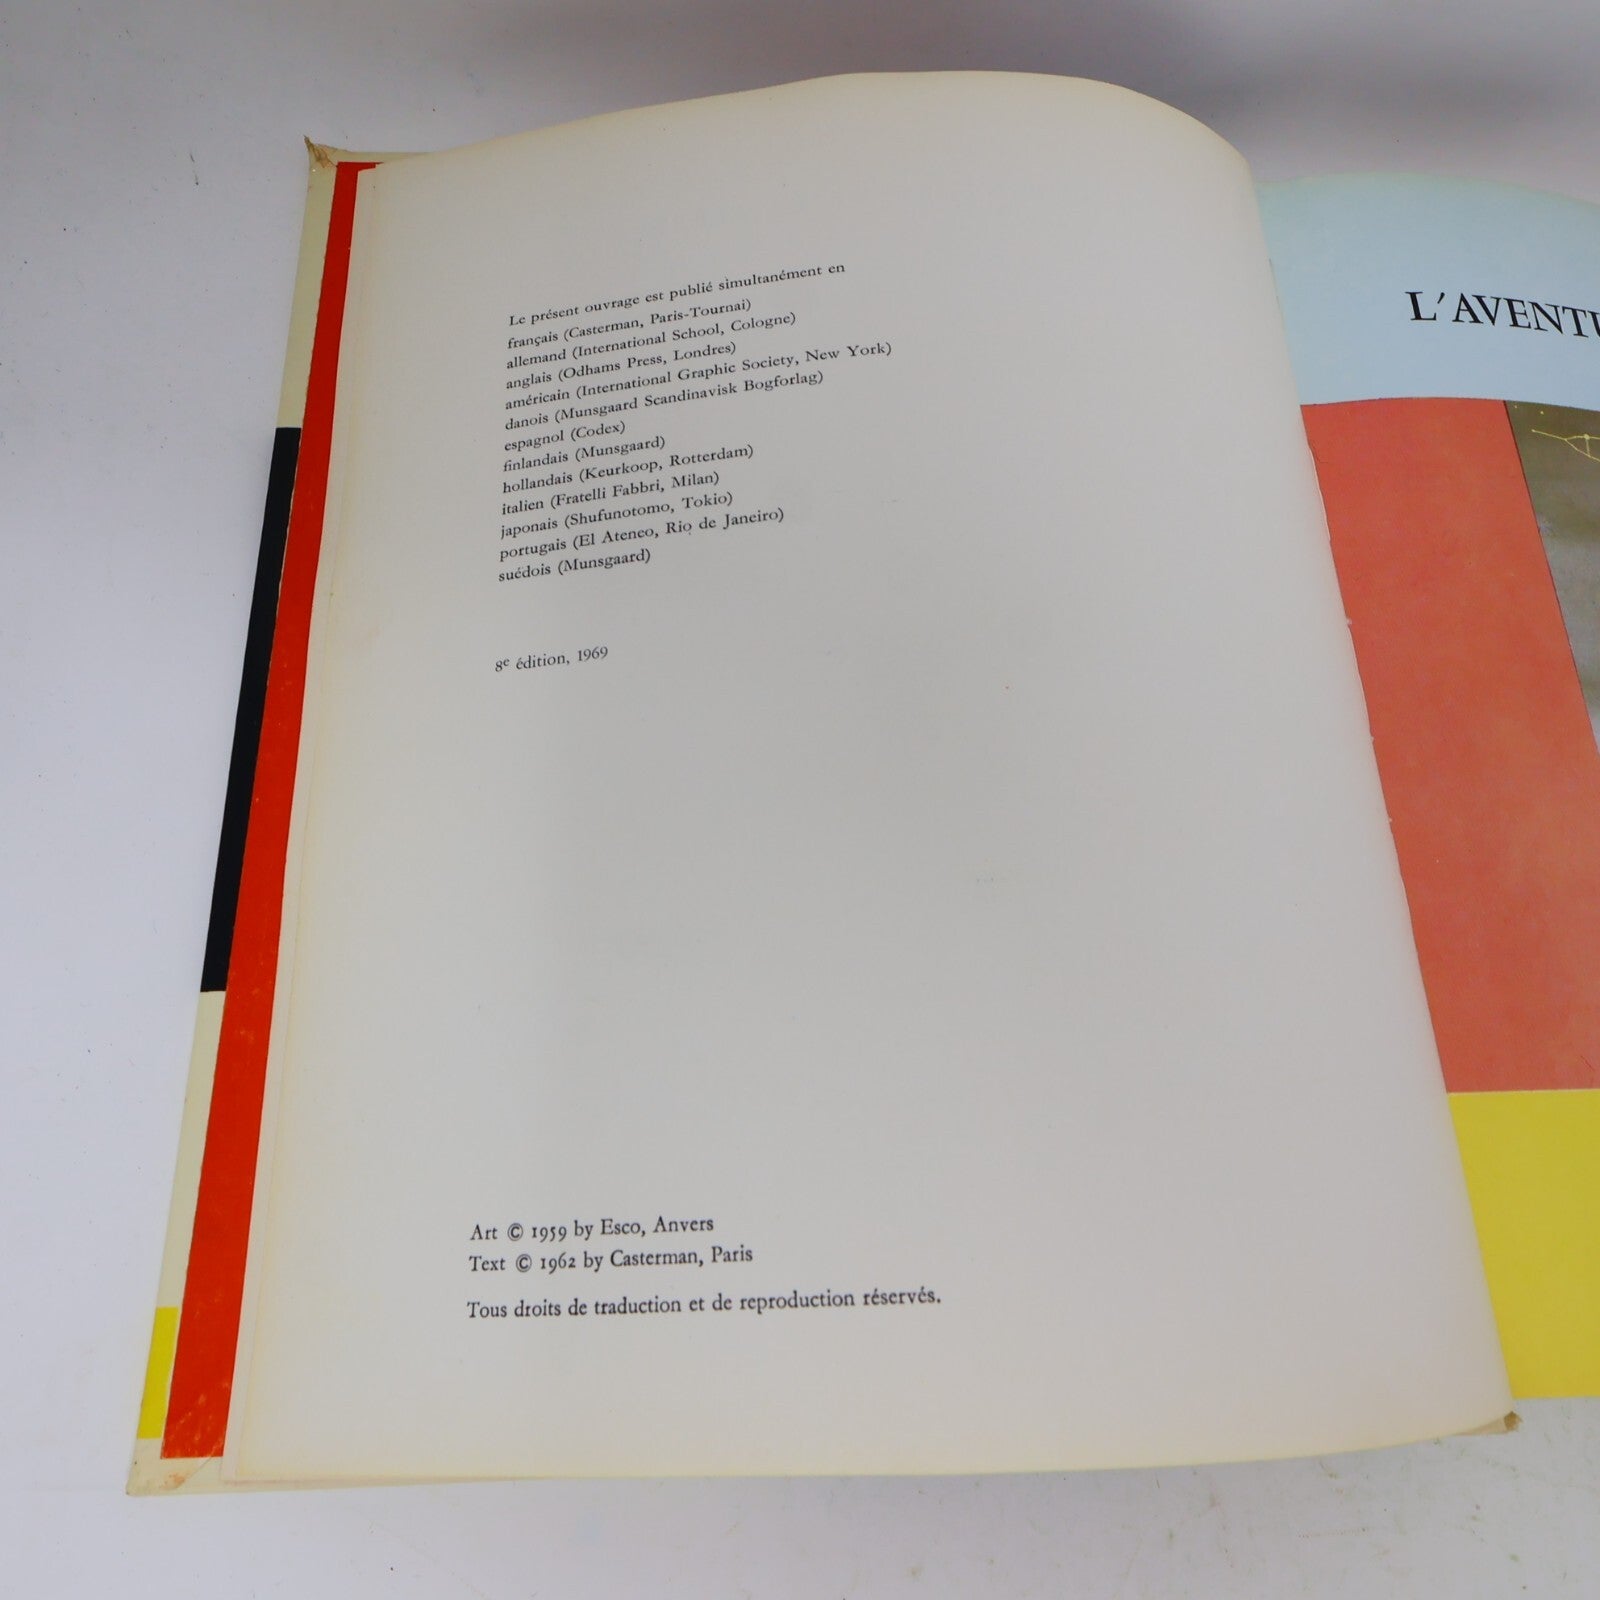 Le présent ouvrage est publié simultanément en
français (Casterman, Paris-Tournai)
allemand (International School, Cologne)
anglais (Odhams Press, Londres)
américain (International Graphic Society, New York)
danois (Munsgaard Scandinavisk Bogforlag)
espagnol (Codex)
finlandais (Munsgaard)
hollandais (Keurkoop, Rotterdam)
italien (Fratelli Fabbri, Milan)
japonais (Shufunotomo, Tokio)
portugais (El Ateneo, Rio de Janeiro)
suédois (Munsgaard)
8e édition, 1969
Art © 1959 by Esco, Anvers
Text © 1962 by Casterman, Paris
Tous droits de traduction et de reproduction réservés.
L'AVENTU